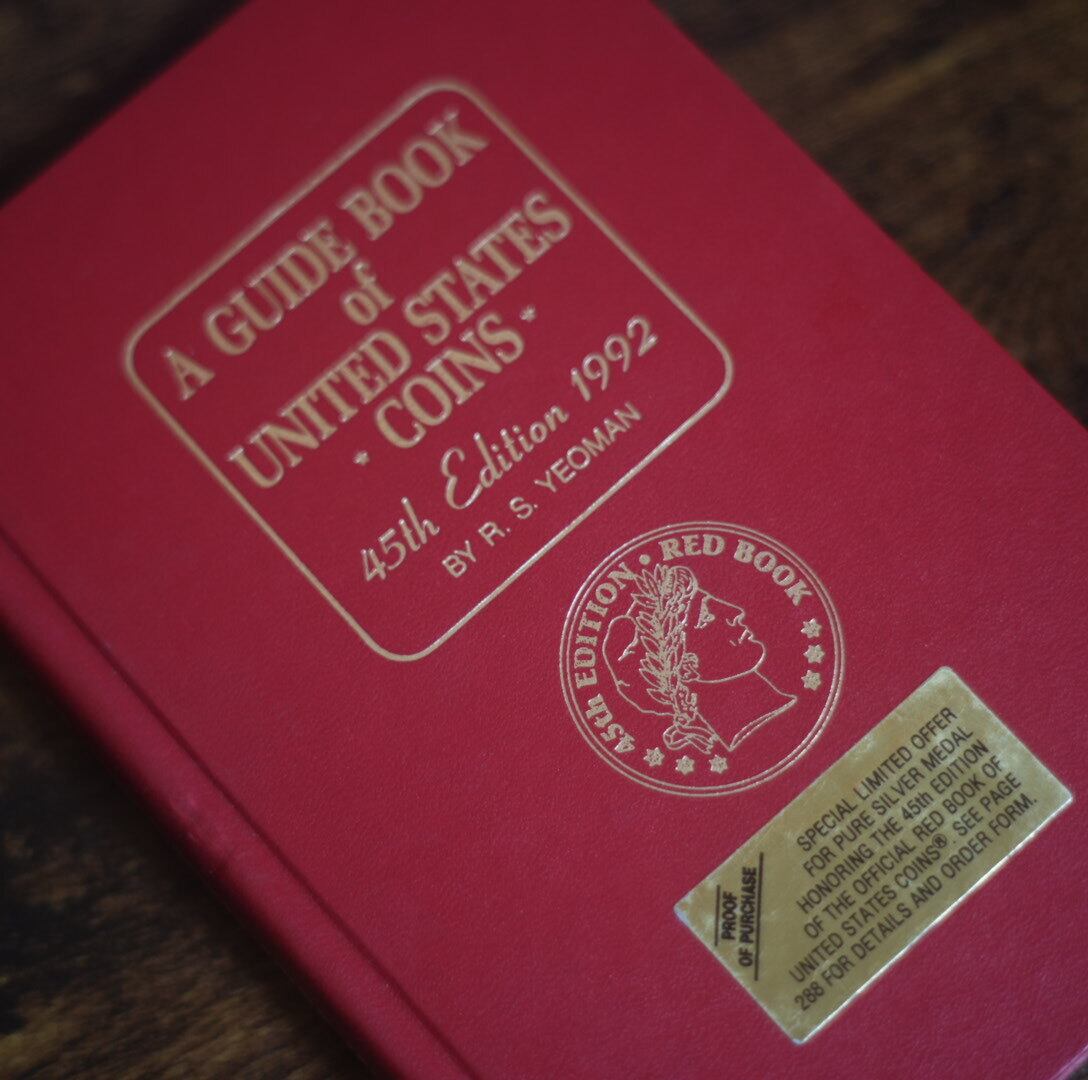 A GUIDE BOOK
of
UNITED STATES
* COINS *
45th Edition 1992
BY R. S. YEOMAN
45th EDITION • RED BOOK
PROOF
OF PURCHASE
SPECIAL LIMITED OFFER
FOR PURE SILVER MEDAL
HONORING THE 45th EDITION
OF THE OFFICIAL RED BOOK OF
UNITED STATES COINS®. SEE PAGE
288 FOR DETAILS AND ORDER FORM.